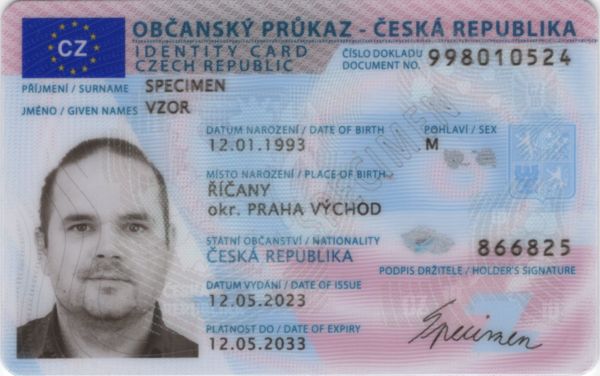 CZ
OBČANSKÝ PRŮKAZ - ČESKÁ REPUBLIKA
IDENTITY CARD
CZECH REPUBLIC
ČÍSLO DOKLADU
DOCUMENT NO. 998010524
PŘÍJMENÍ / SURNAME SPECIMEN
JMÉNO / GIVEN NAMES VZOR
DATUM NAROZENÍ / DATE OF BIRTH POHLAVÍ / SEX
12.01.1993 M
MÍSTO NAROZENÍ / PLACE OF BIRTH
ŘÍČANY
okr. PRAHA VÝCHOD
SPECIMEN
STÁTNÍ OBČANSTVÍ / NATIONALITY
ČESKÁ REPUBLIKA
866825
PODPIS DRŽITELE / HOLDER'S SIGNATURE
DATUM VYDÁNÍ / DATE OF ISSUE
12.05.2023
Specimen
PLATNOST DO / DATE OF EXPIRY
12.05.2033